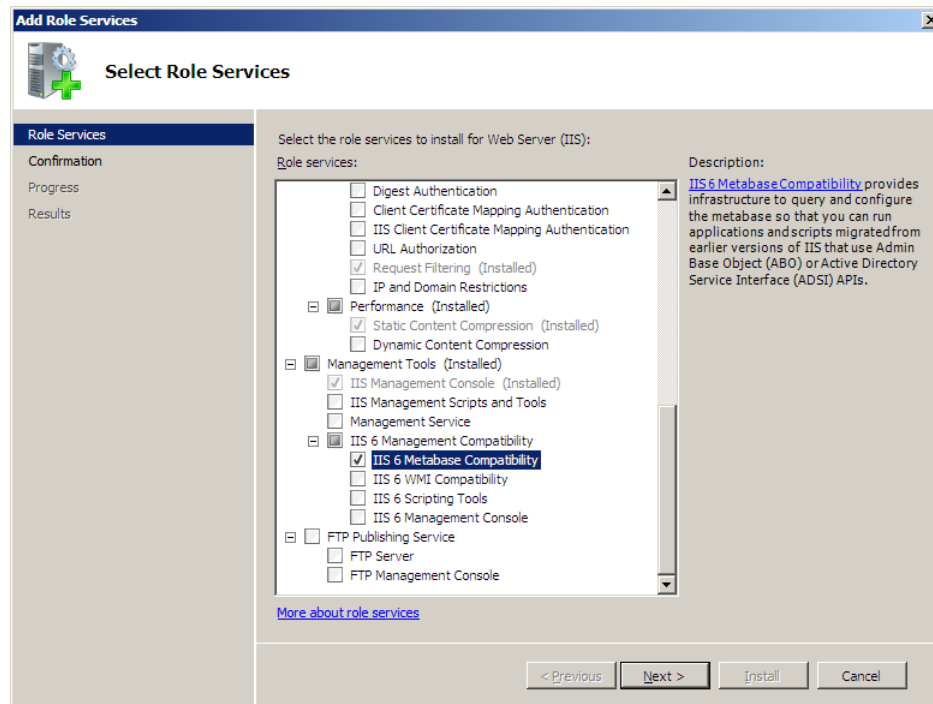 Add Role Services
Select Role Services
Role Services
Confirmation
Progress
Results
Select the role services to install for Web Server (IIS):
Role services:
Digest Authentication
Client Certificate Mapping Authentication
IIS Client Certificate Mapping Authentication
URL Authorization
Request Filtering (Installed)
IP and Domain Restrictions
Performance (Installed)
Static Content Compression (Installed)
Dynamic Content Compression
Management Tools (Installed)
IIS Management Console (Installed)
IIS Management Scripts and Tools
Management Service
IIS 6 Management Compatibility
IIS 6 Metabase Compatibility
IIS 6 WMI Compatibility
IIS 6 Scripting Tools
IIS 6 Management Console
FTP Publishing Service
FTP Server
FTP Management Console
More about role services
Description:
IIS 6 Metabase Compatibility provides
infrastructure to query and configure
the metabase so that you can run
applications and scripts migrated from
earlier versions of IIS that use Admin
Base Object (ABO) or Active Directory
Service Interface (ADSI) APIs.
< Previous
Next >
Install
Cancel